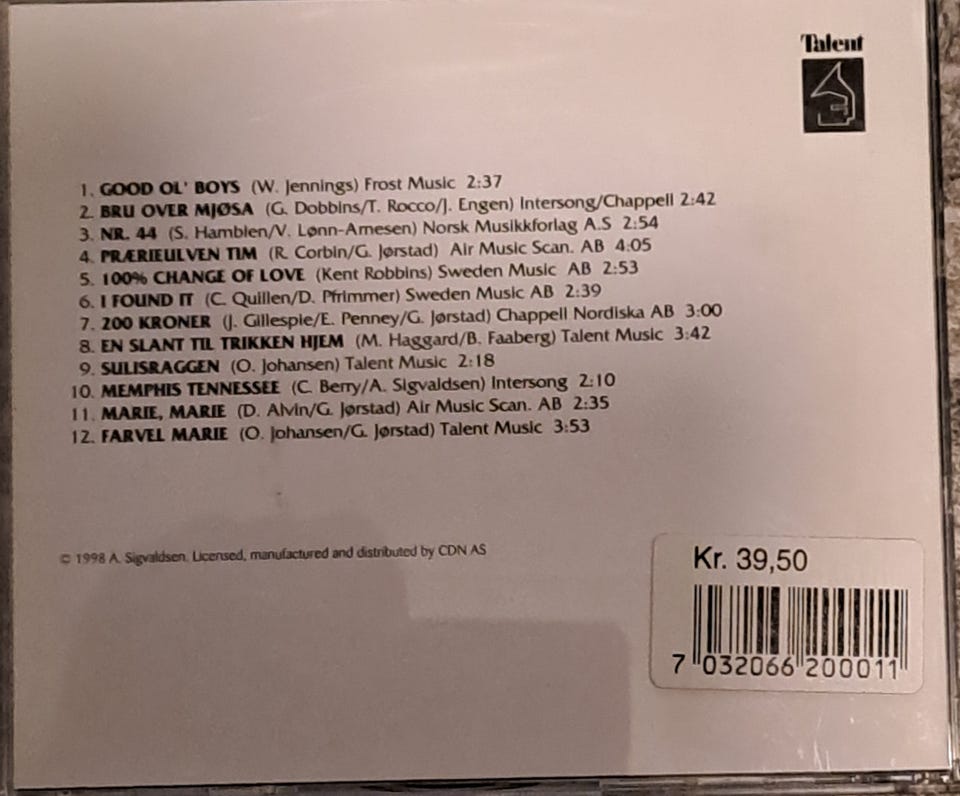 Talent
1. GOOD OL' BOYS (W. Jennings) Frost Music 2:37
2. BRU OVER MJØSA (G. Dobbins/T. Rocco/J. Engen) Intersong/Chappell 2:42
3. NR. 44 (S. Hamblen/V. Lønn-Arnesen) Norsk Musikkforlag A.S 2:54
4. PRÆRIEULVEN TIM (R. Corbin/G. Jørstad) Air Music Scan. AB 4:05
5. 100% CHANGE OF LOVE (Kent Robbins) Sweden Music AB 2:53
6. I FOUND IT (C. Quillen/D. Pfrimmer) Sweden Music AB 2:39
7. 200 KRONER (J. Gillespie/E. Penney/G. Jørstad) Chappell Nordiska AB 3:00
8. EN SLANT TIL TRIKKEN HJEM (M. Haggard/B. Faaberg) Talent Music 3:42
9. SULISRAGGEN (O. Johansen) Talent Music 2:18
10. MEMPHIS TENNESSEE (C. Berry/A. Sigvaldsen) Intersong 2:10
11. MARIE, MARIE (D. Alvin/G. Jørstad) Air Music Scan. AB 2:35
12. FARVEL MARIE (O. Johansen/G. Jørstad) Talent Music 3:53
© 1998 A. Sigvaldsen. Licensed, manufactured and distributed by CDN AS
Kr. 39,50
7 032066 200011